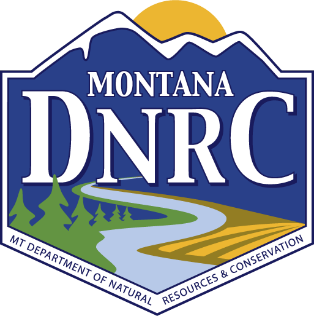 MONTANA
DNRC
MT DEPARTMENT OF NATURAL RESOURCES & CONSERVATION